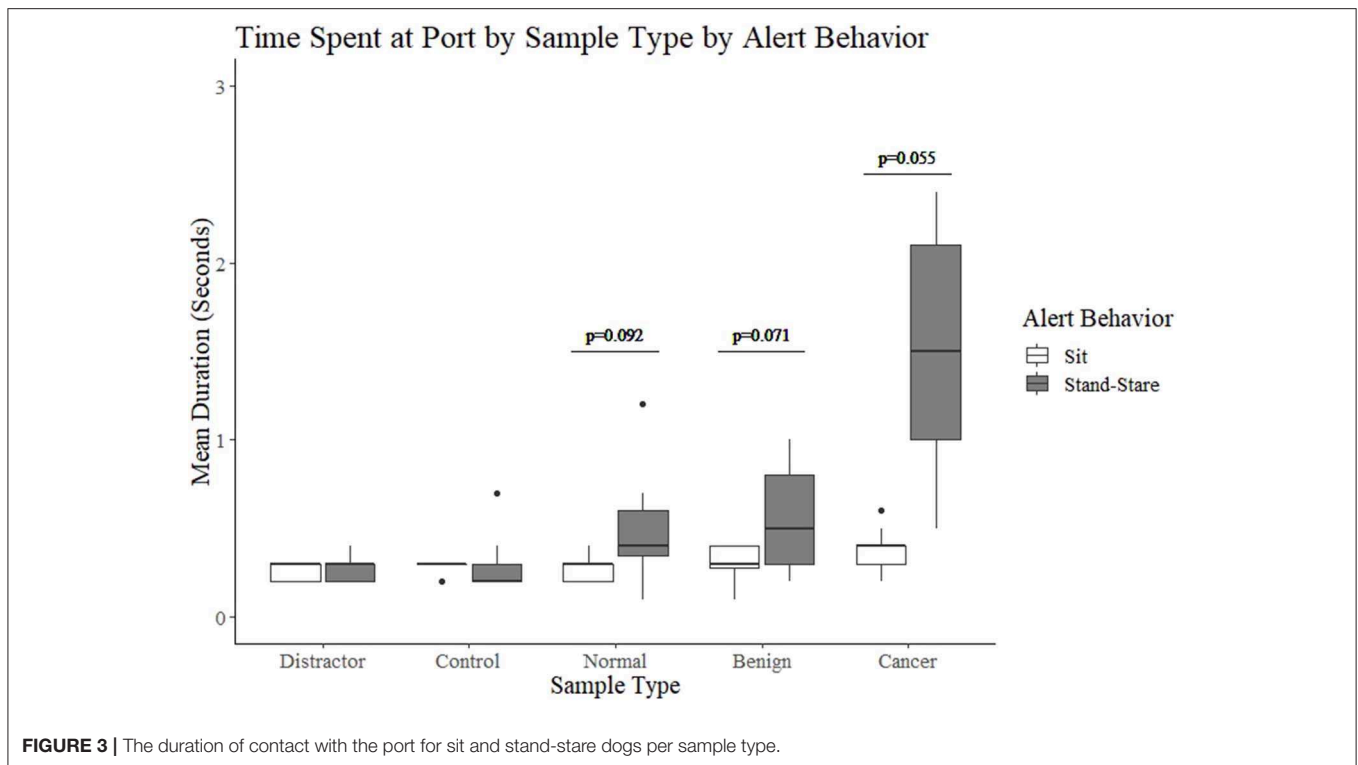 Time Spent at Port by Sample Type by Alert Behavior
3
p=0.055
2
Mean Duration (Seconds)
p=0.092
p=0.071
Alert Behavior
Sit
Stand-Stare
1
0
Distractor Control Normal Benign Cancer
Sample Type
FIGURE 3 | The duration of contact with the port for sit and stand-stare dogs per sample type.